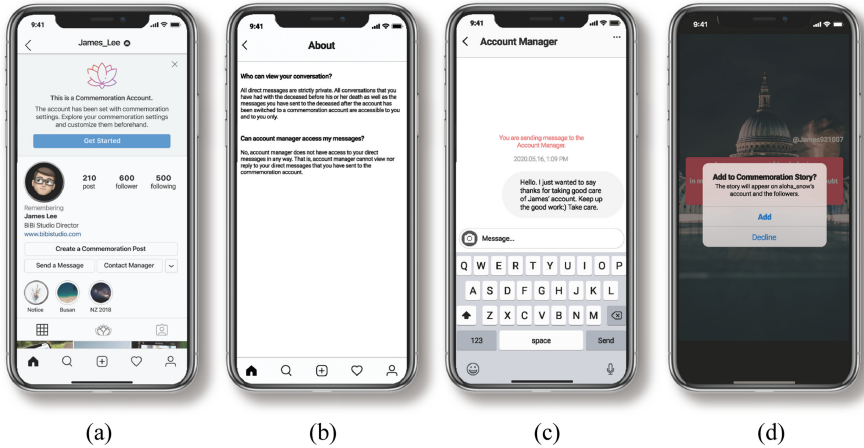 9:41
James_Lee
This is a Commemoration Account.
The account has been set with commemoration
settings. Explore your commemoration settings
and customize them beforehand.
Get Started
210
600
500
post
follower
following
Remembering
James Lee
BiBi Studio Director
www.bibistudio.com
Create a Commemoration Post
Send a Message
Contact Manager
Notice
Busan
NZ 2018
(a)
9:41
About
Who can view your conversation?
All direct messages are strictly private. All conversations that you
have had with the deceased before his or her death as well as the
messages you have sent to the deceased after the account has
been switched to a commemoration account are accessible to you
and to you only.
Can account manager access my messages?
No, account manager does not have access to your direct
messages in any way. That is, account manager cannot view nor
reply to your direct messages that you have sent to the
commemoration account.
(b)
9:41
Account Manager
You are sending message to the
Account Manager.
2020.05.16, 1:09 PM
Hello. I just wanted to say
thanks for taking good care
of James' account. Keep up
the good work:) Take care.
Message...
Q W E R T Y U I O P
A S D F G H J K L
Z X C V B N M
123
space
Send
(c)
9:41
@James921007
Add to Commemoration Story?
The story will appear on aloha_snow's
account and the followers.
Add
Decline
(d)